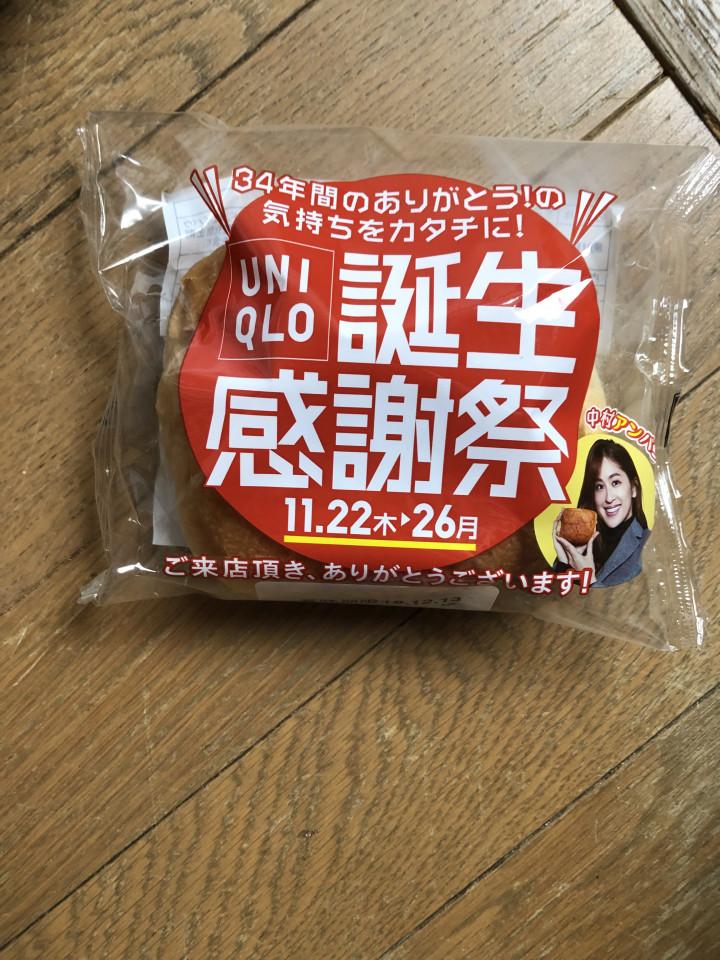 34年間のありがとう!の
気持ちをカタチに!
UNI
QLO
誕生
感謝祭
11.22木▶26月
中村アン
ご来店頂き、ありがとうございます!